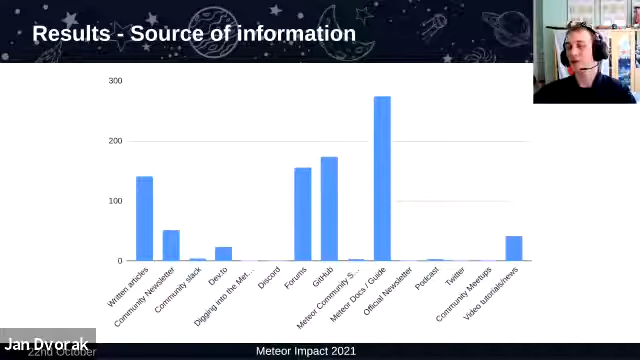 Results - Source of information
300
200
100
0
Written articles
Community Newsletter
Community slack
Dev.to
Digging into the Met...
Discord
Forums
GitHub
Meteor Community S...
Meteor Docs / Guide
Official Newsletter
Podcast
Twitter
Community Meetups
Video tutorials/news
Jan Dvorak
22nd October
Meteor Impact 2021